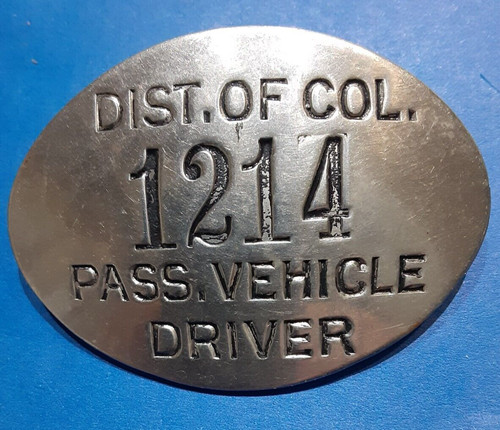 DIST. OF COL.
1214
PASS. VEHICLE
DRIVER